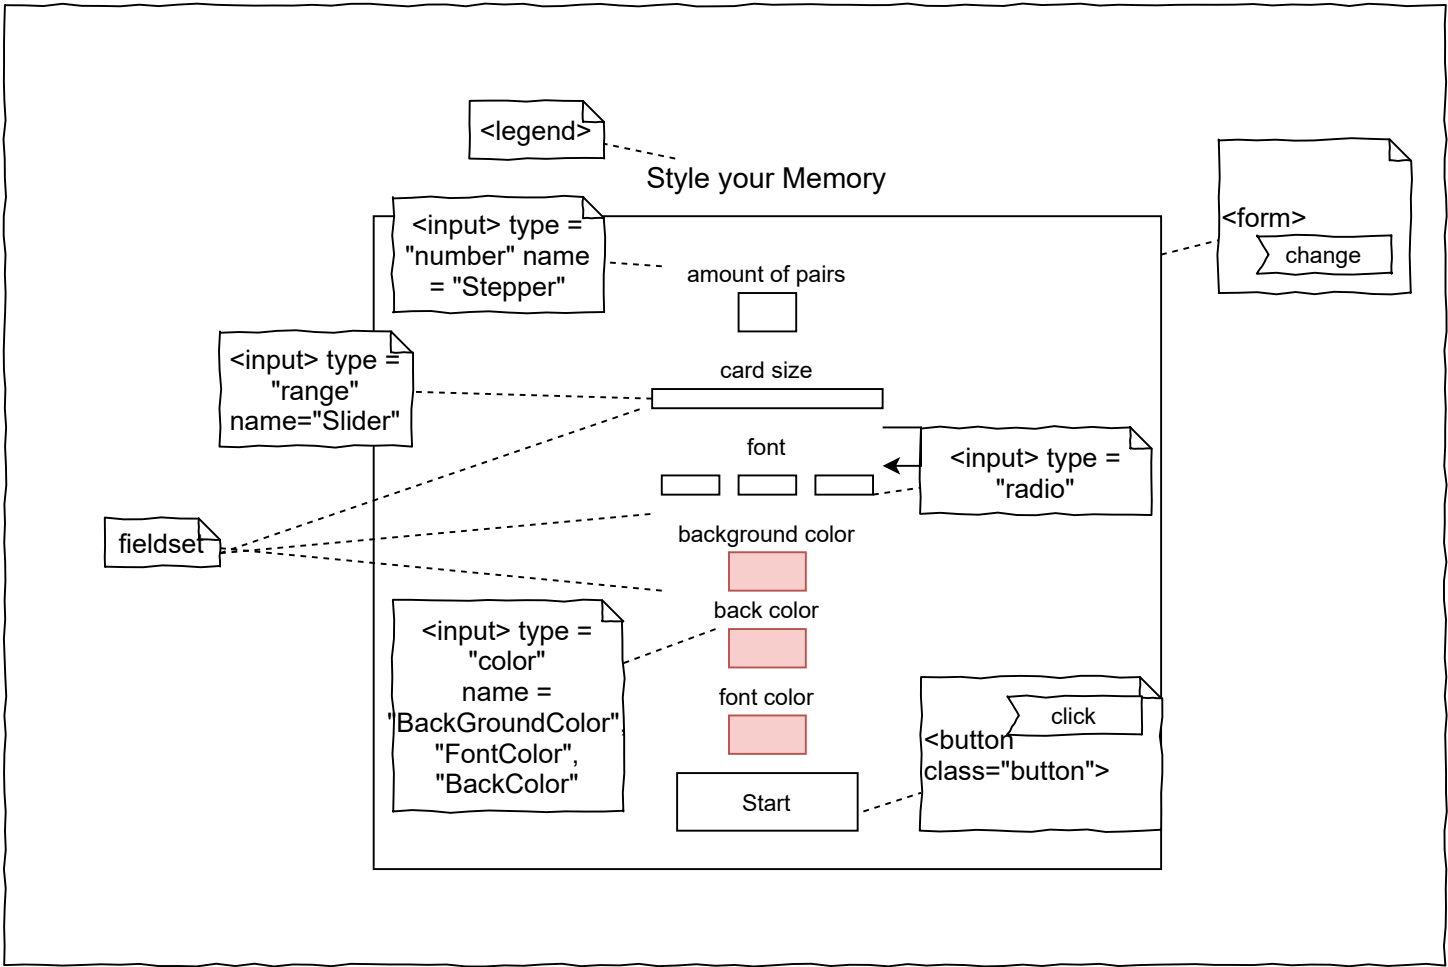 <legend>
Style your Memory
<input> type =
"number" name
= "Stepper"
<form>
change
amount of pairs
<input> type =
"range"
name="Slider"
card size
font
<input> type =
"radio"
fieldset
background color
back color
<input> type =
"color"
name =
"BackGroundColor",
"FontColor",
"BackColor"
font color
click
<button
class="button">
Start